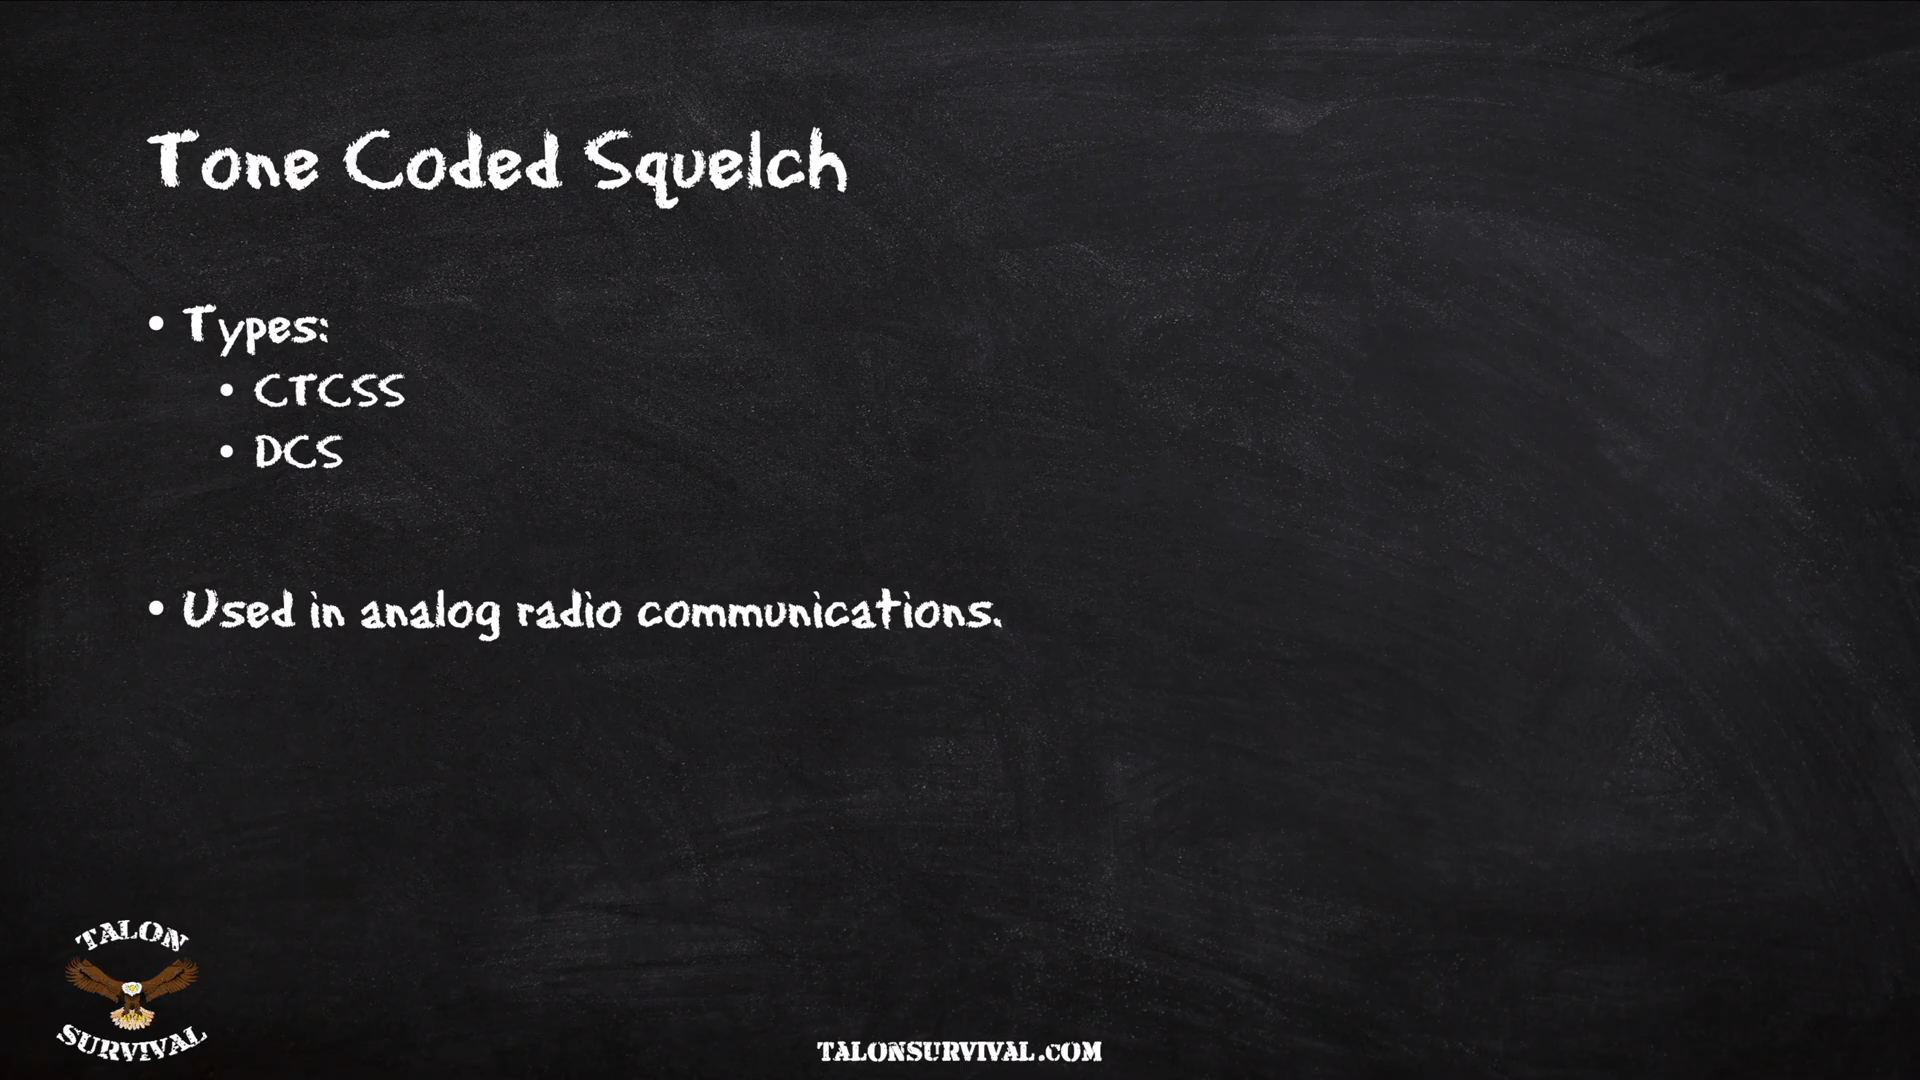 Tone Coded Squelch
• Types:
• CTCSS
• DCS
• Used in analog radio communications.
TALON
SURVIVAL
TALONSURVIVAL.COM